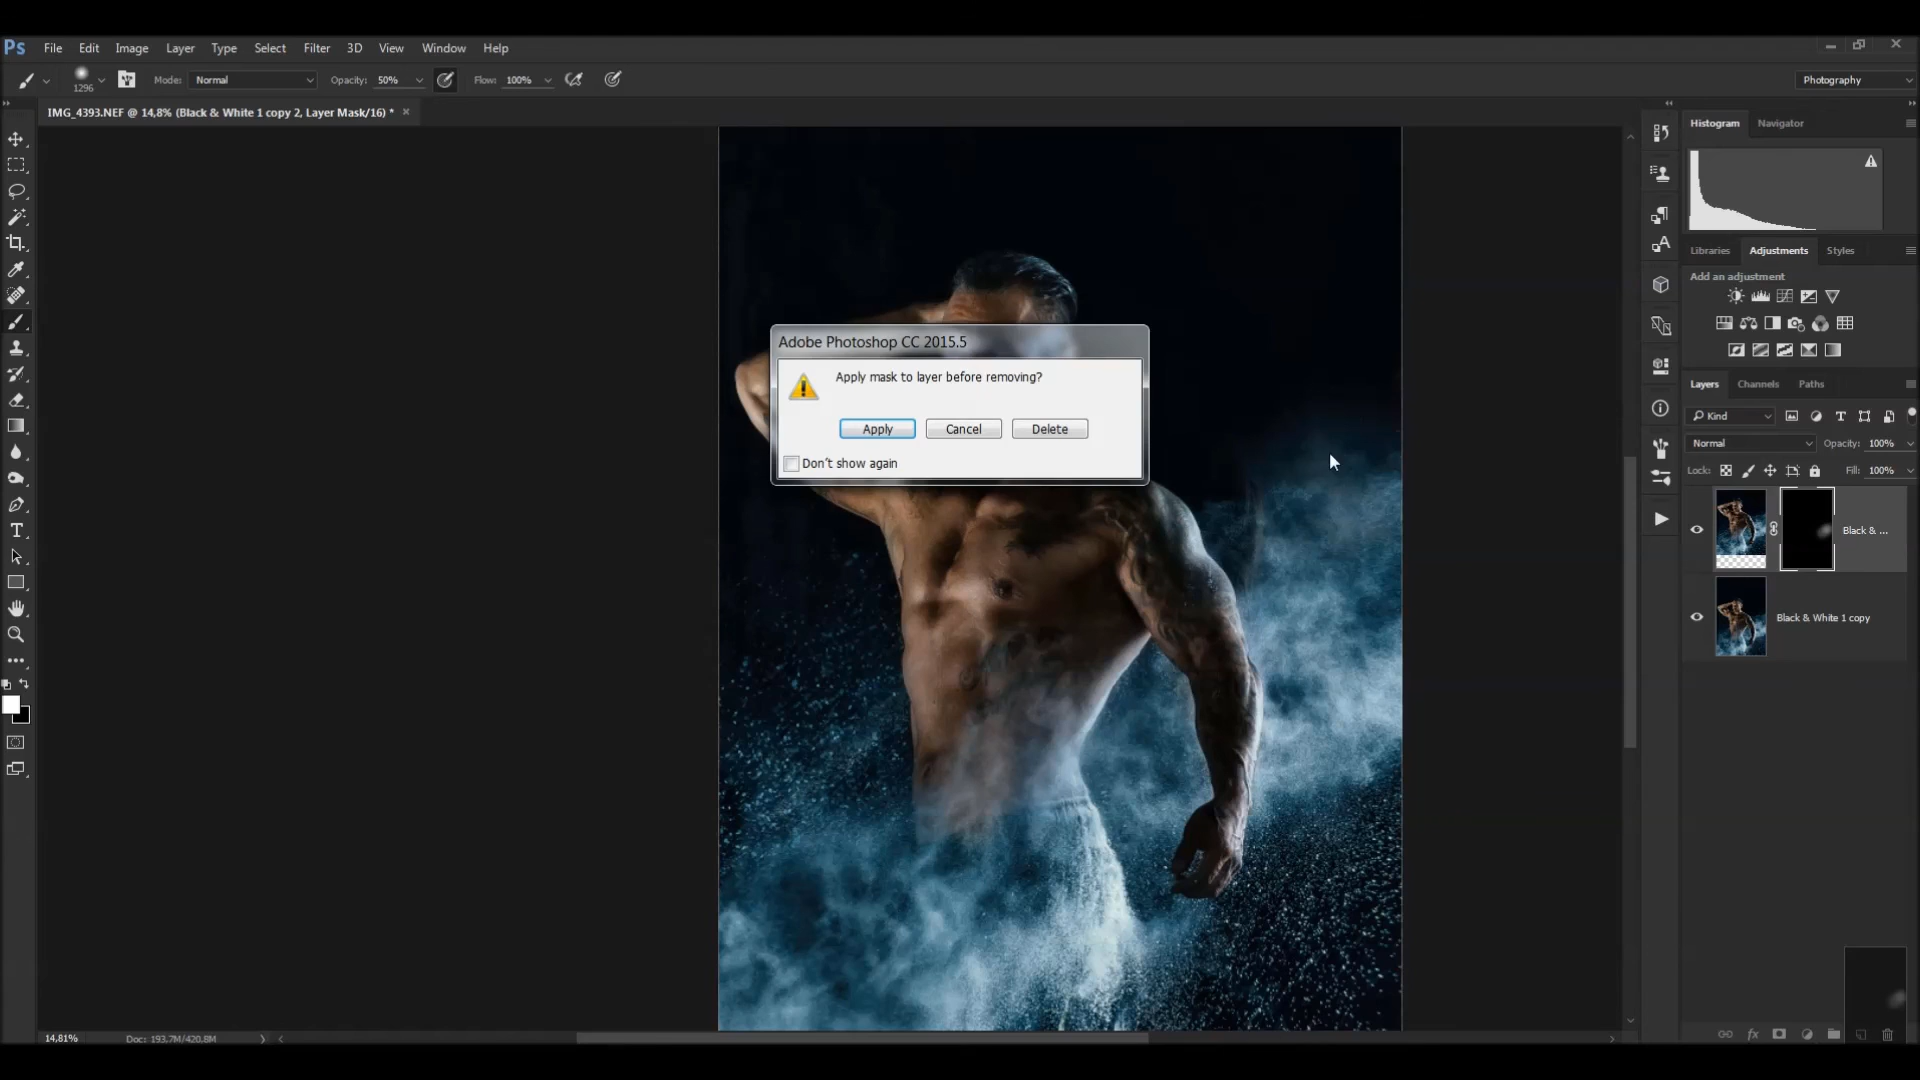 Ps File Edit Image Layer Type Select Filter 3D View Window Help
1296 Mode: Normal Opacity: 50% Flow: 100% Photography
IMG_4393.NEF @ 14,8% (Black & White 1 copy 2, Layer Mask/16) * ×
Histogram Navigator
Libraries Adjustments Styles
Add an adjustment
Adobe Photoshop CC 2015.5
Apply mask to layer before removing?
Apply Cancel Delete
Don't show again
Layers Channels Paths
Kind
Normal Opacity: 100%
Lock: Fill: 100%
Black & ...
Black & White 1 copy
14,81% Doc: 193,7M/420,8M